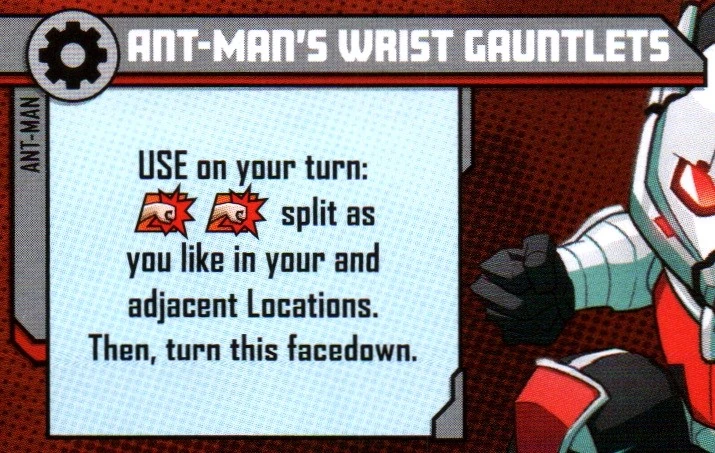 ANT-MAN'S WRIST GAUNTLETS
ANT-MAN
USE on your turn:
split as
you like in your and
adjacent Locations.
Then, turn this facedown.